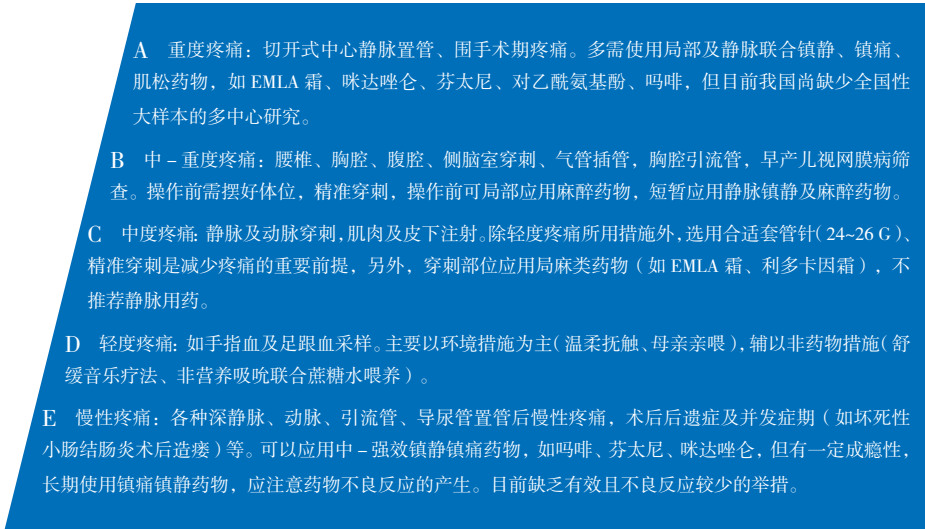 A 重度疼痛：切开式中心静脉置管、围手术期疼痛。多需使用局部及静脉联合镇静、镇痛、
肌松药物，如 EMLA 霜、咪达唑仑、芬太尼、对乙酰氨基酚、吗啡，但目前我国尚缺少全国性
大样本的多中心研究。
B 中 – 重度疼痛：腰椎、胸腔、腹腔、侧脑室穿刺、气管插管，胸腔引流管，早产儿视网膜病筛
查。操作前需摆好体位，精准穿刺，操作前可局部应用麻醉药物，短暂应用静脉镇静及麻醉药物。
C 中度疼痛：静脉及动脉穿刺，肌肉及皮下注射。除轻度疼痛所用措施外，选用合适套管针（24~26 G）、
精准穿刺是减少疼痛的重要前提，另外，穿刺部位应用局麻类药物（如 EMLA 霜、利多卡因霜），不
推荐静脉用药。
D 轻度疼痛：如手指血及足跟血采样。主要以环境措施为主（温柔抚触、母亲亲喂），辅以非药物措施（舒
缓音乐疗法、非营养吸吮联合蔗糖水喂养）。
E 慢性疼痛：各种深静脉、动脉、引流管、导尿管置管后慢性疼痛，术后后遗症及并发症期（如坏死性
小肠结肠炎术后造瘘）等。可以应用中 – 强效镇静镇痛药物，如吗啡、芬太尼、咪达唑仑，但有一定成瘾性，
长期使用镇痛镇静药物，应注意药物不良反应的产生。目前缺乏有效且不良反应较少的举措。